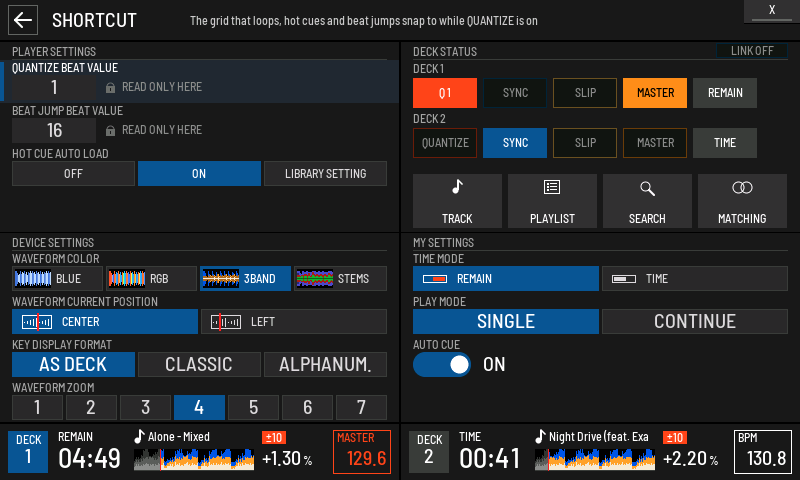 SHORTCUT
The grid that loops, hot cues and beat jumps snap to while QUANTIZE is on
X
PLAYER SETTINGS
QUANTIZE BEAT VALUE
1
READ ONLY HERE
BEAT JUMP BEAT VALUE
16
READ ONLY HERE
HOT CUE AUTO LOAD
OFF
ON
LIBRARY SETTING
DECK STATUS
LINK OFF
DECK 1
Q 1
SYNC
SLIP
MASTER
REMAIN
DECK 2
QUANTIZE
SYNC
SLIP
MASTER
TIME
TRACK
PLAYLIST
SEARCH
MATCHING
DEVICE SETTINGS
WAVEFORM COLOR
BLUE
RGB
3BAND
STEMS
WAVEFORM CURRENT POSITION
CENTER
LEFT
KEY DISPLAY FORMAT
AS DECK
CLASSIC
ALPHANUM.
WAVEFORM ZOOM
1
2
3
4
5
6
7
MY SETTINGS
TIME MODE
REMAIN
TIME
PLAY MODE
SINGLE
CONTINUE
AUTO CUE
ON
DECK
1
REMAIN
04:49
Alone - Mixed
±10
+1.30 %
MASTER
129.6
DECK
2
TIME
00:41
Night Drive (feat. Exa
±10
+2.20 %
BPM
130.8